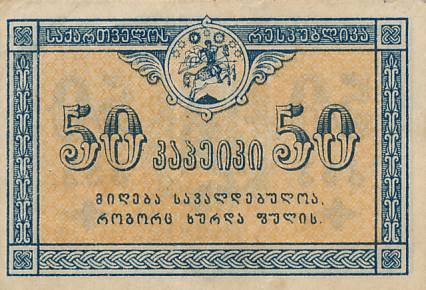 საქართველოს რესპუბლიკა
50 კაპეიკი 50
მიღება სავალდებულოა,
როგორც ხურდა ფულის.